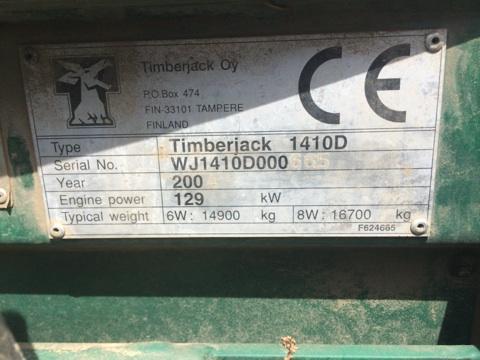 Timberjack Oy
P.O.Box 474
FIN-33101 TAMPERE
FINLAND
CE
Type Timberjack 1410D
Serial No. WJ1410D000665
Year 200
Engine power 129 kW
Typical weight 6W: 14900 kg 8W: 16700 kg
F624665